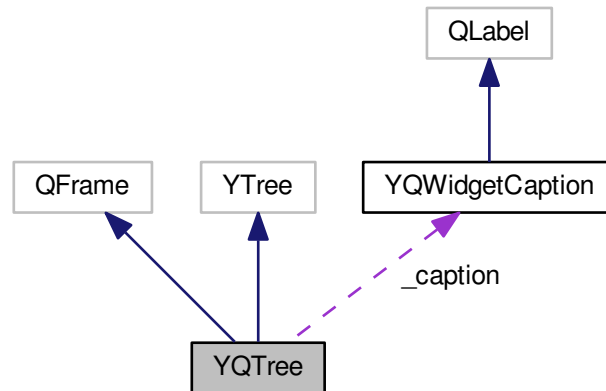 QLabel
QFrame
YTree
YQWidgetCaption
_caption
YQTree